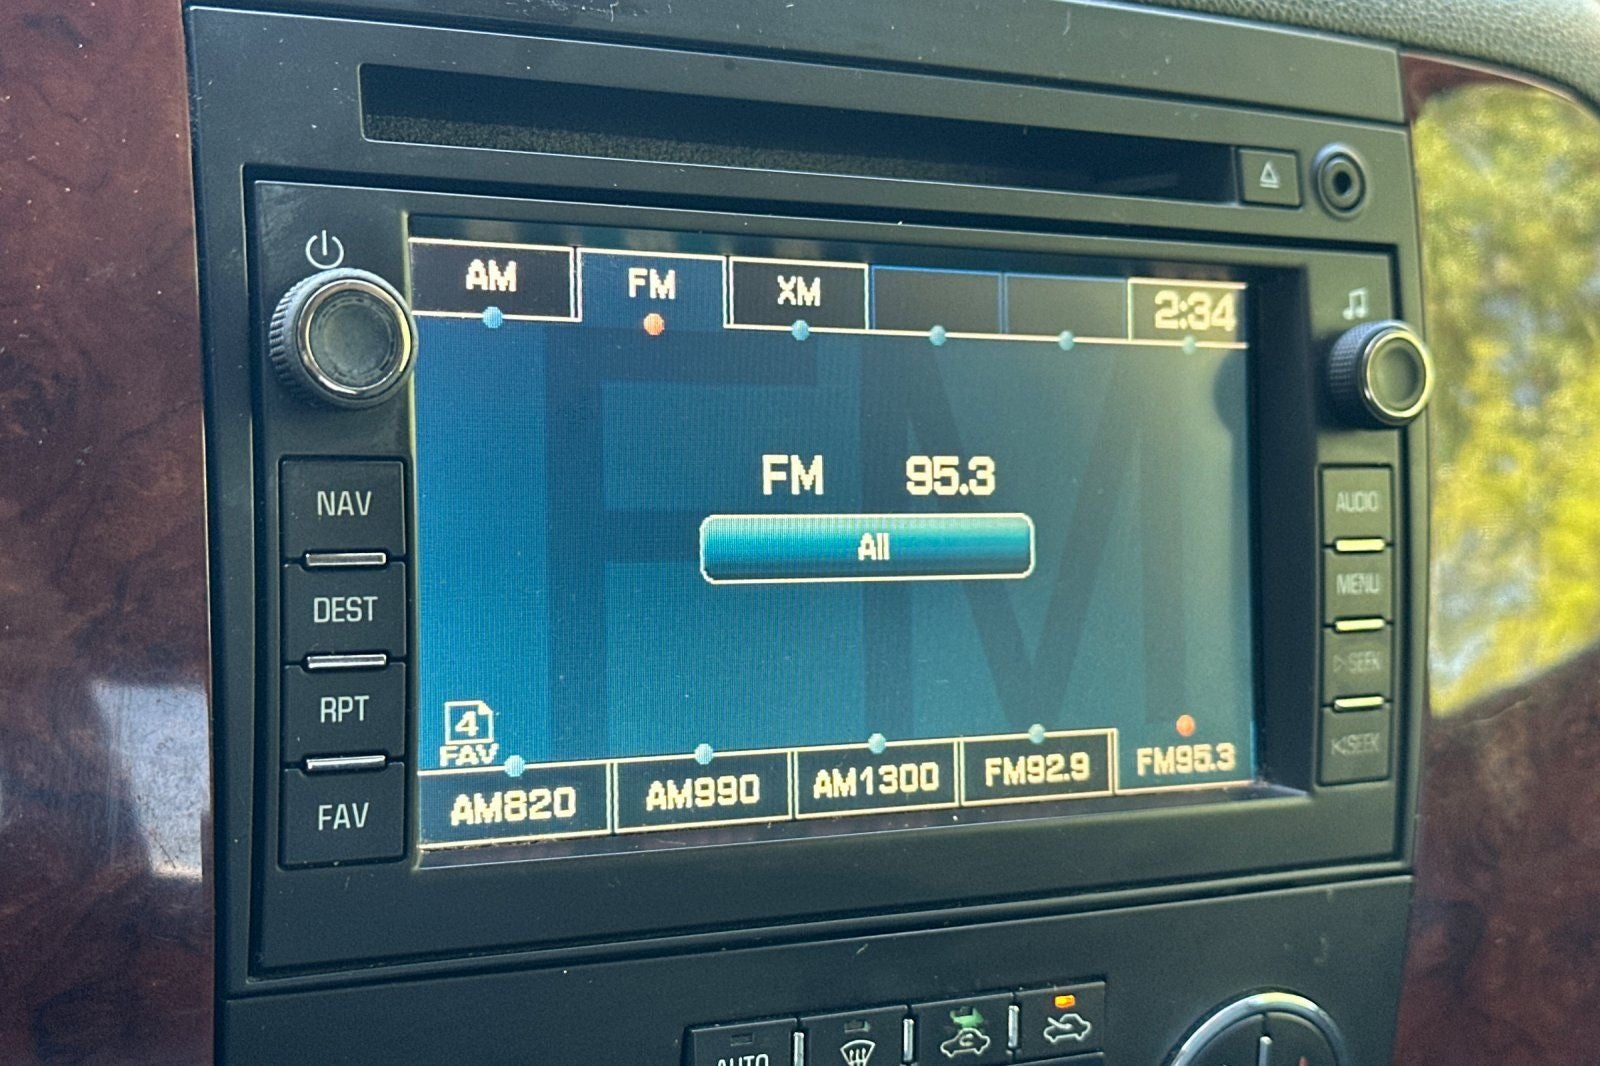 AM FM XM 2:34
FM 95.3
All
4
FAV
AM820 AM990 AM1300 FM92.9 FM95.3
NAV
DEST
RPT
FAV
AUDIO
MENU
SEEK
SEEK
AUTO
FM